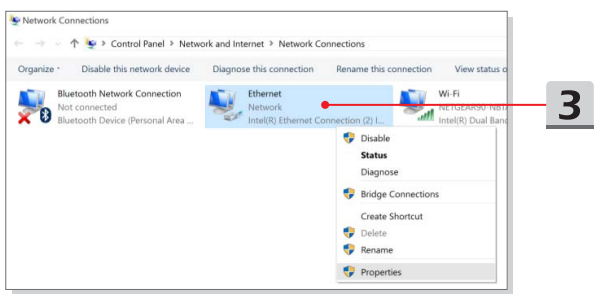 Network Connections
Control Panel > Network and Internet > Network Connections
Organize Disable this network device Diagnose this connection Rename this connection View status o
Bluetooth Network Connection
Not connected
Bluetooth Device (Personal Area ...
Ethernet
Network
Intel(R) Ethernet Connection (2) I...
Wi-Fi
Intel(R) Dual Band
3
Disable
Status
Diagnose
Bridge Connections
Create Shortcut
Delete
Rename
Properties